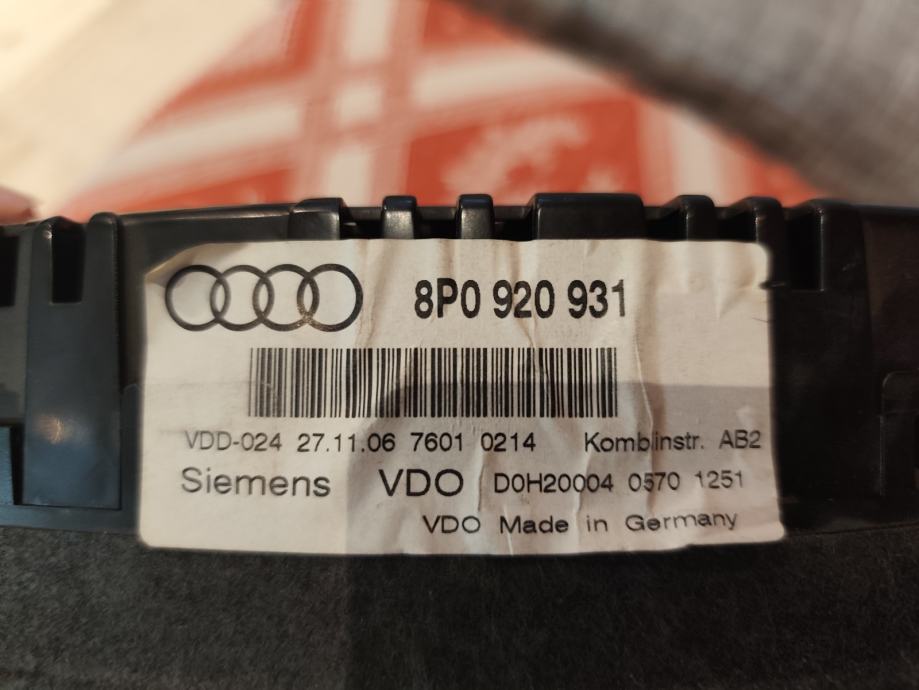 8P0 920 931
VDD-024 27.11.06 7601 0214 Kombinstr. AB2
Siemens VDO D0H20004 0570 1251
VDO Made in Germany